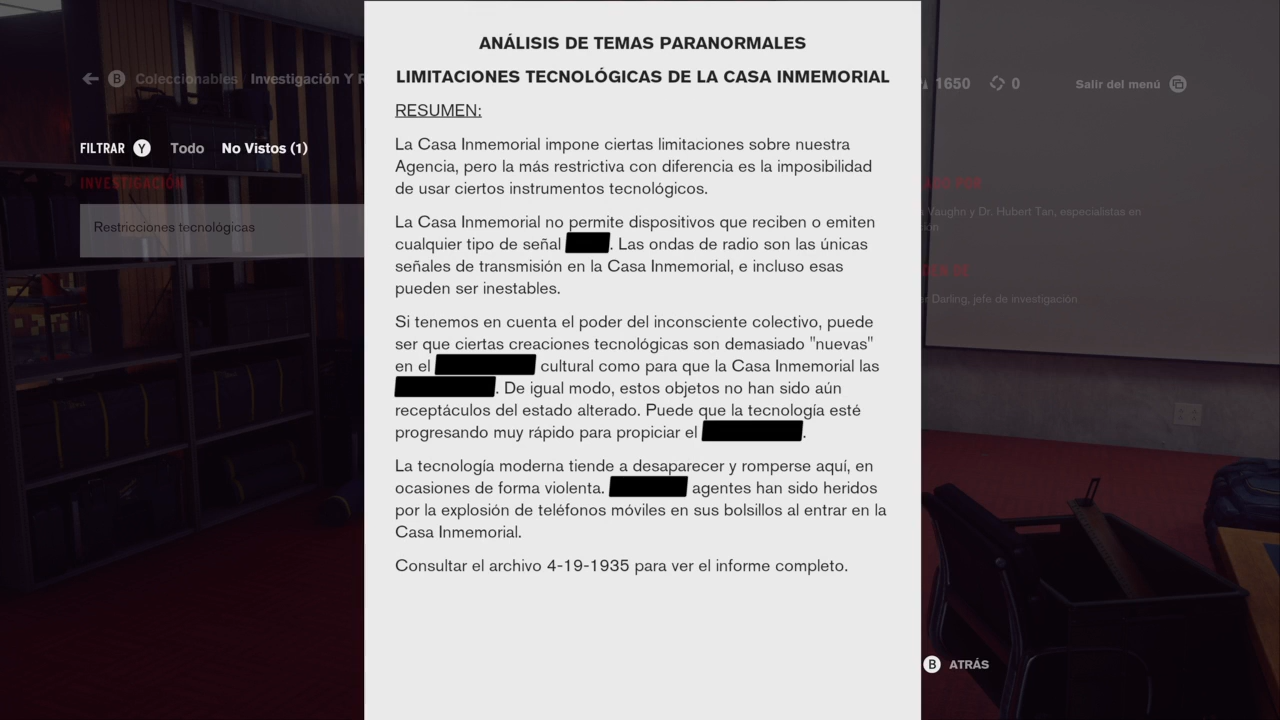 ANÁLISIS DE TEMAS PARANORMALES
LIMITACIONES TECNOLÓGICAS DE LA CASA INMEMORIAL
B Coleccionables Investigación Y R
1650 0 Salir del menú
RESUMEN:
FILTRAR Y Todo No Vistos (1)
INVESTIGACIÓN
Restricciones tecnológicas
La Casa Inmemorial impone ciertas limitaciones sobre nuestra
Agencia, pero la más restrictiva con diferencia es la imposibilidad
de usar ciertos instrumentos tecnológicos.
La Casa Inmemorial no permite dispositivos que reciben o emiten
cualquier tipo de señal . Las ondas de radio son las únicas
señales de transmisión en la Casa Inmemorial, e incluso esas
pueden ser inestables.
Si tenemos en cuenta el poder del inconsciente colectivo, puede
ser que ciertas creaciones tecnológicas son demasiado "nuevas"
en el cultural como para que la Casa Inmemorial las
. De igual modo, estos objetos no han sido aún
receptáculos del estado alterado. Puede que la tecnología esté
progresando muy rápido para propiciar el .
La tecnología moderna tiende a desaparecer y romperse aquí, en
ocasiones de forma violenta. agentes han sido heridos
por la explosión de teléfonos móviles en sus bolsillos al entrar en la
Casa Inmemorial.
Consultar el archivo 4-19-1935 para ver el informe completo.
Vaughn y Dr. Hubert Tan, especialistas en
Darling, jefe de investigación
B ATRÁS